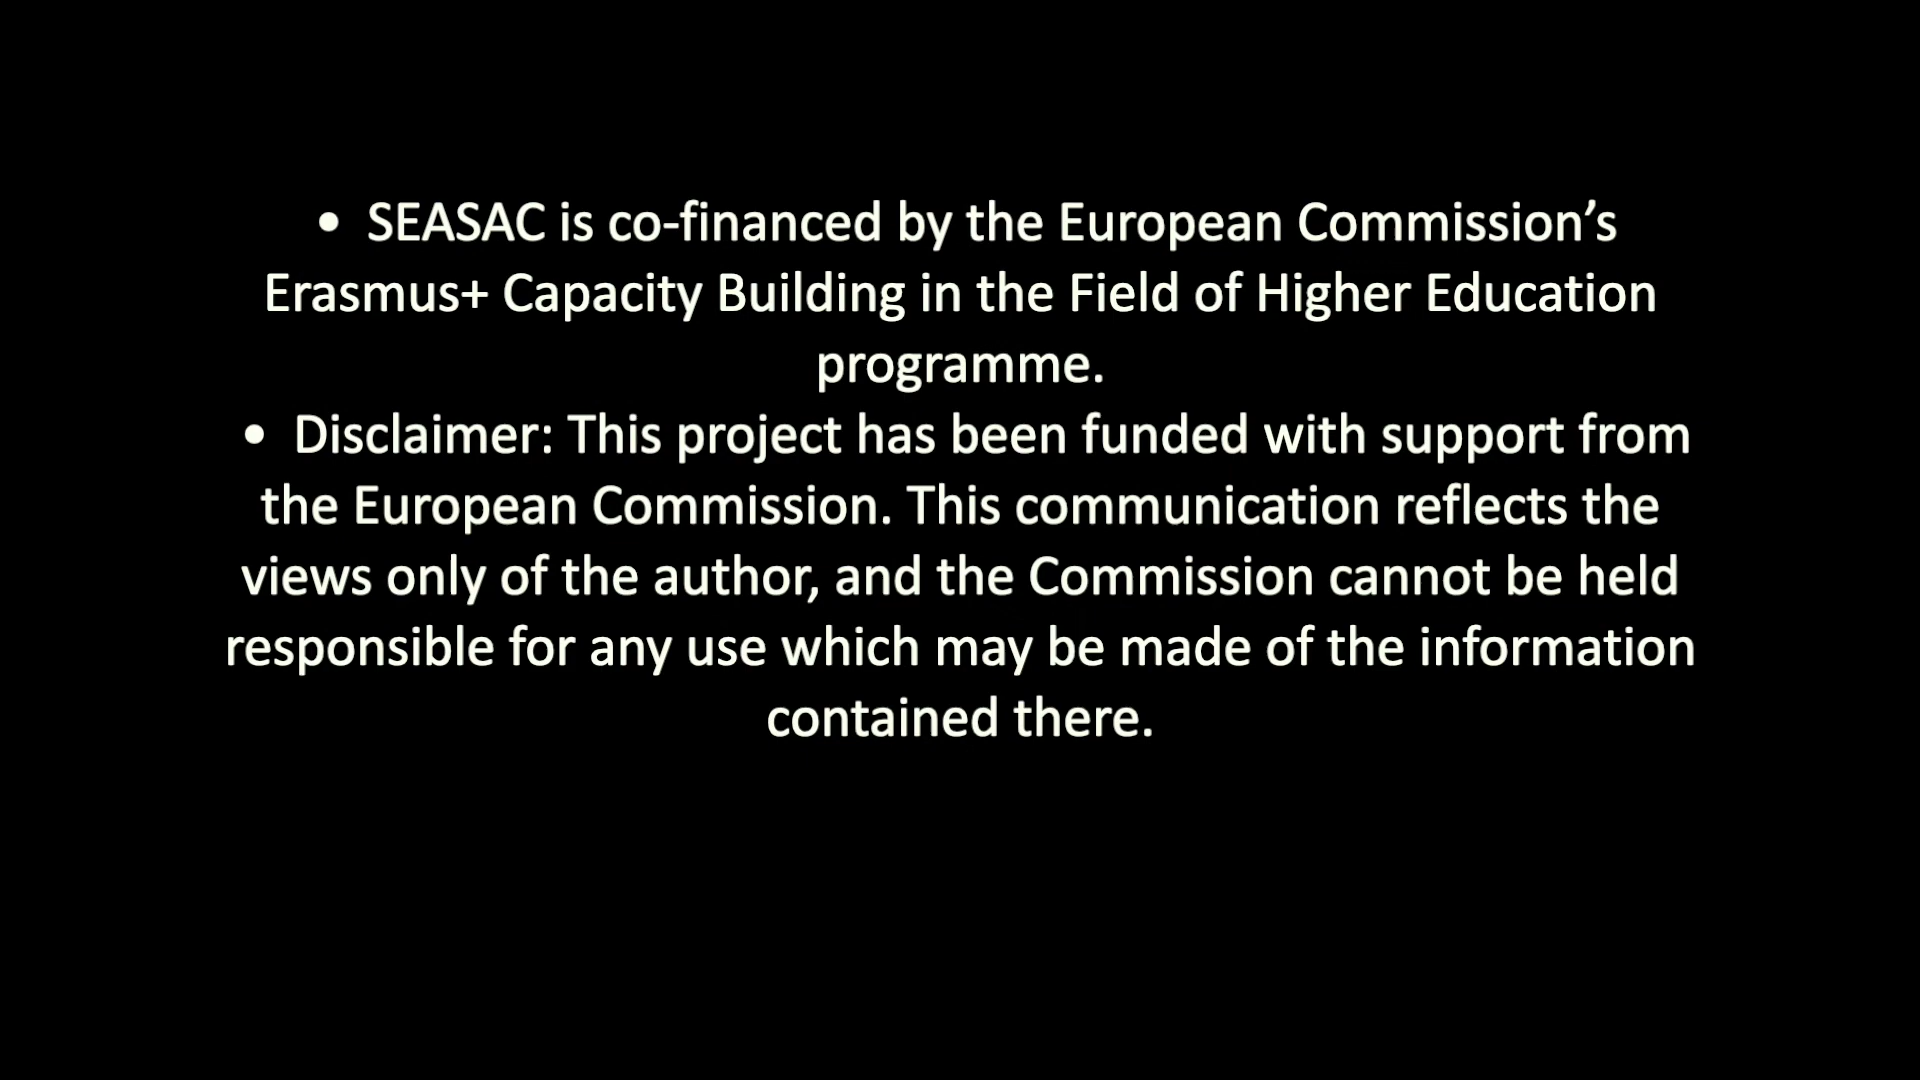 • SEASAC is co-financed by the European Commission’s
Erasmus+ Capacity Building in the Field of Higher Education
programme.
• Disclaimer: This project has been funded with support from
the European Commission. This communication reflects the
views only of the author, and the Commission cannot be held
responsible for any use which may be made of the information
contained there.